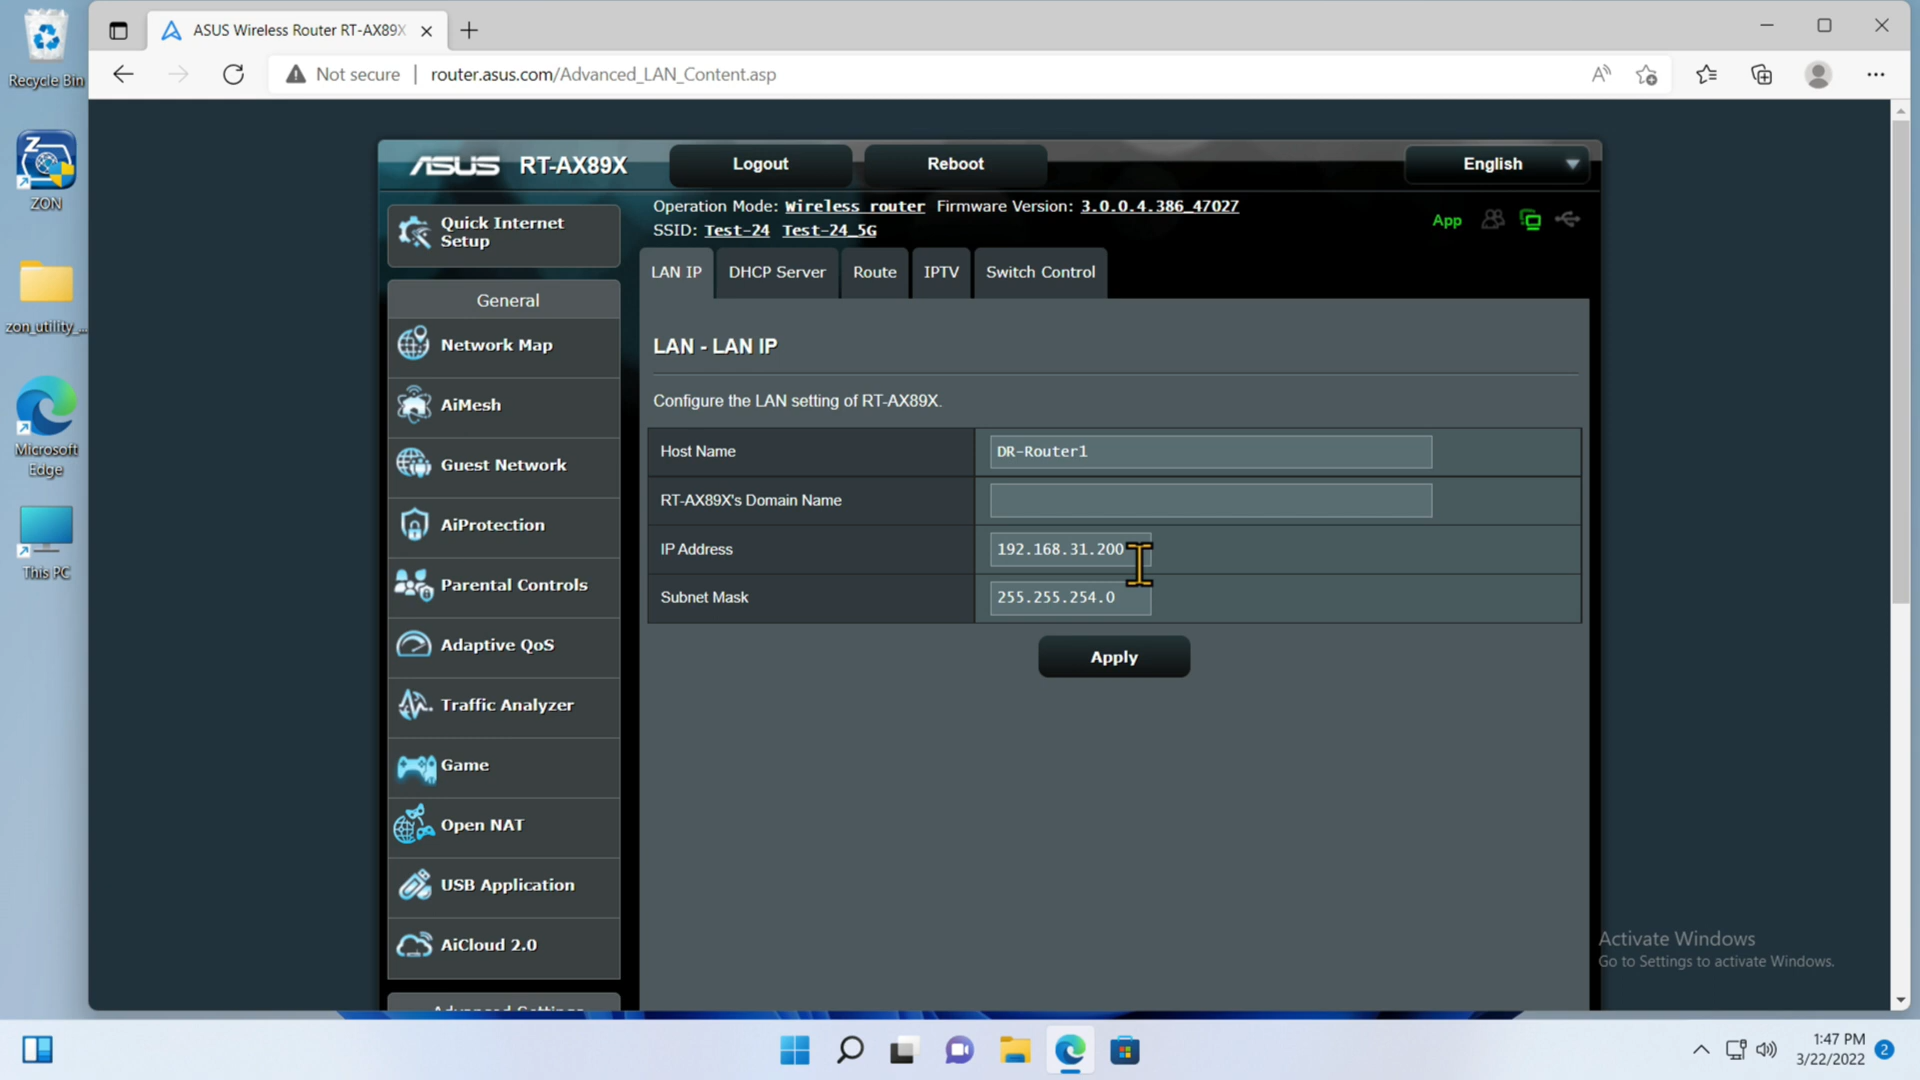 Recycle Bin
ZON
zon_utility_...
Microsoft
Edge
This PC
ASUS Wireless Router RT-AX89X
Not secure
router.asus.com/Advanced_LAN_Content.asp
ASUS RT-AX89X
Logout
Reboot
English
Operation Mode: Wireless router Firmware Version: 3.0.0.4.386_47027
SSID: Test-24 Test-24_5G
App
Quick Internet
Setup
General
Network Map
AiMesh
Guest Network
AiProtection
Parental Controls
Adaptive QoS
Traffic Analyzer
Game
Open NAT
USB Application
AiCloud 2.0
Advanced Settings
LAN IP
DHCP Server
Route
IPTV
Switch Control
LAN - LAN IP
Configure the LAN setting of RT-AX89X.
Host Name
DR-Router1
RT-AX89X's Domain Name
IP Address
192.168.31.200
Subnet Mask
255.255.254.0
Apply
Activate Windows
Go to Settings to activate Windows.
1:47 PM
3/22/2022
2